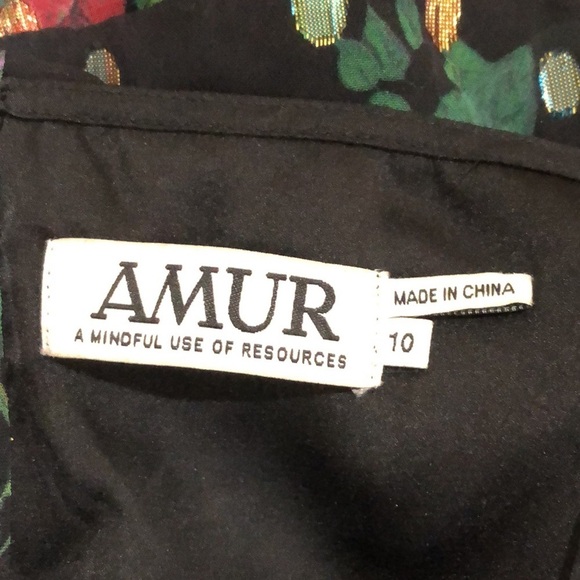 AMUR
A MINDFUL USE OF RESOURCES
MADE IN CHINA
10